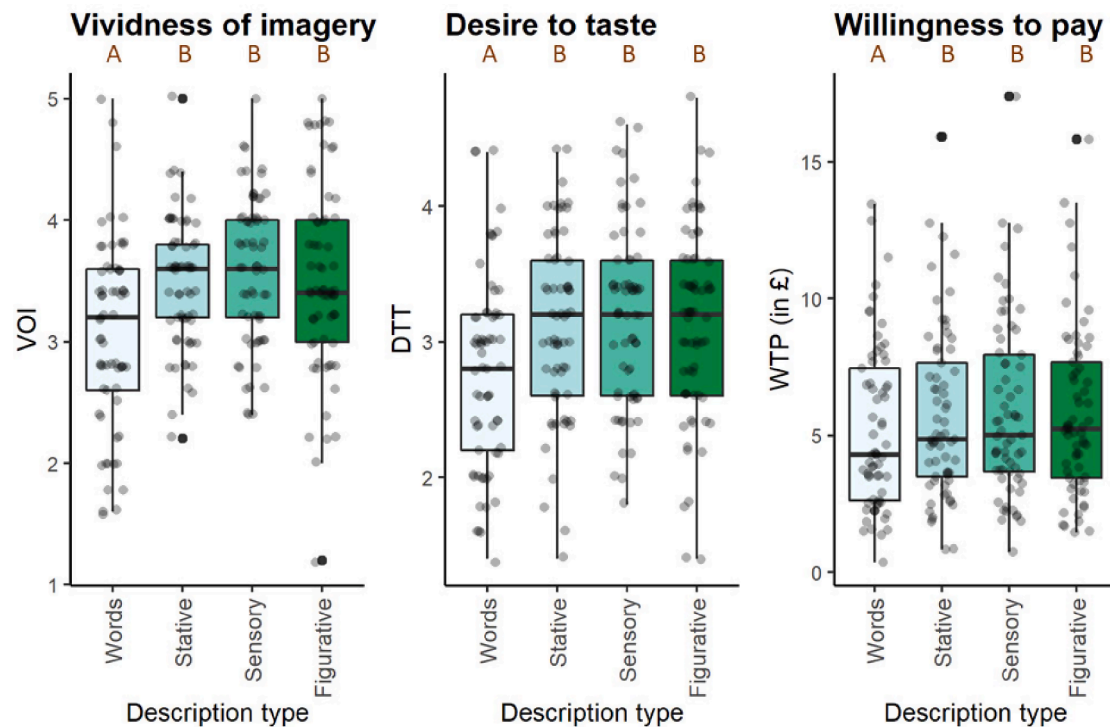 Vividness of imagery
A B B B
VOI
5
4
3
2
1
Words
Stative
Sensory
Figurative
Description type
Desire to taste
A B B B
DTT
4
3
2
Words
Stative
Sensory
Figurative
Description type
Willingness to pay
A B B B
WTP (in £)
15
10
5
0
Words
Stative
Sensory
Figurative
Description type